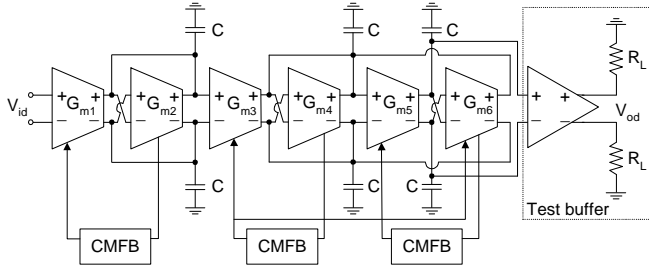 C C C
R_L
V_id + − G_m1 + −
+ − G_m2 + −
+ − G_m3 + −
+ − G_m4 + −
+ − G_m5 + −
+ − G_m6 + −
+ − + −
V_od
R_L
C C C
Test buffer
CMFB CMFB CMFB